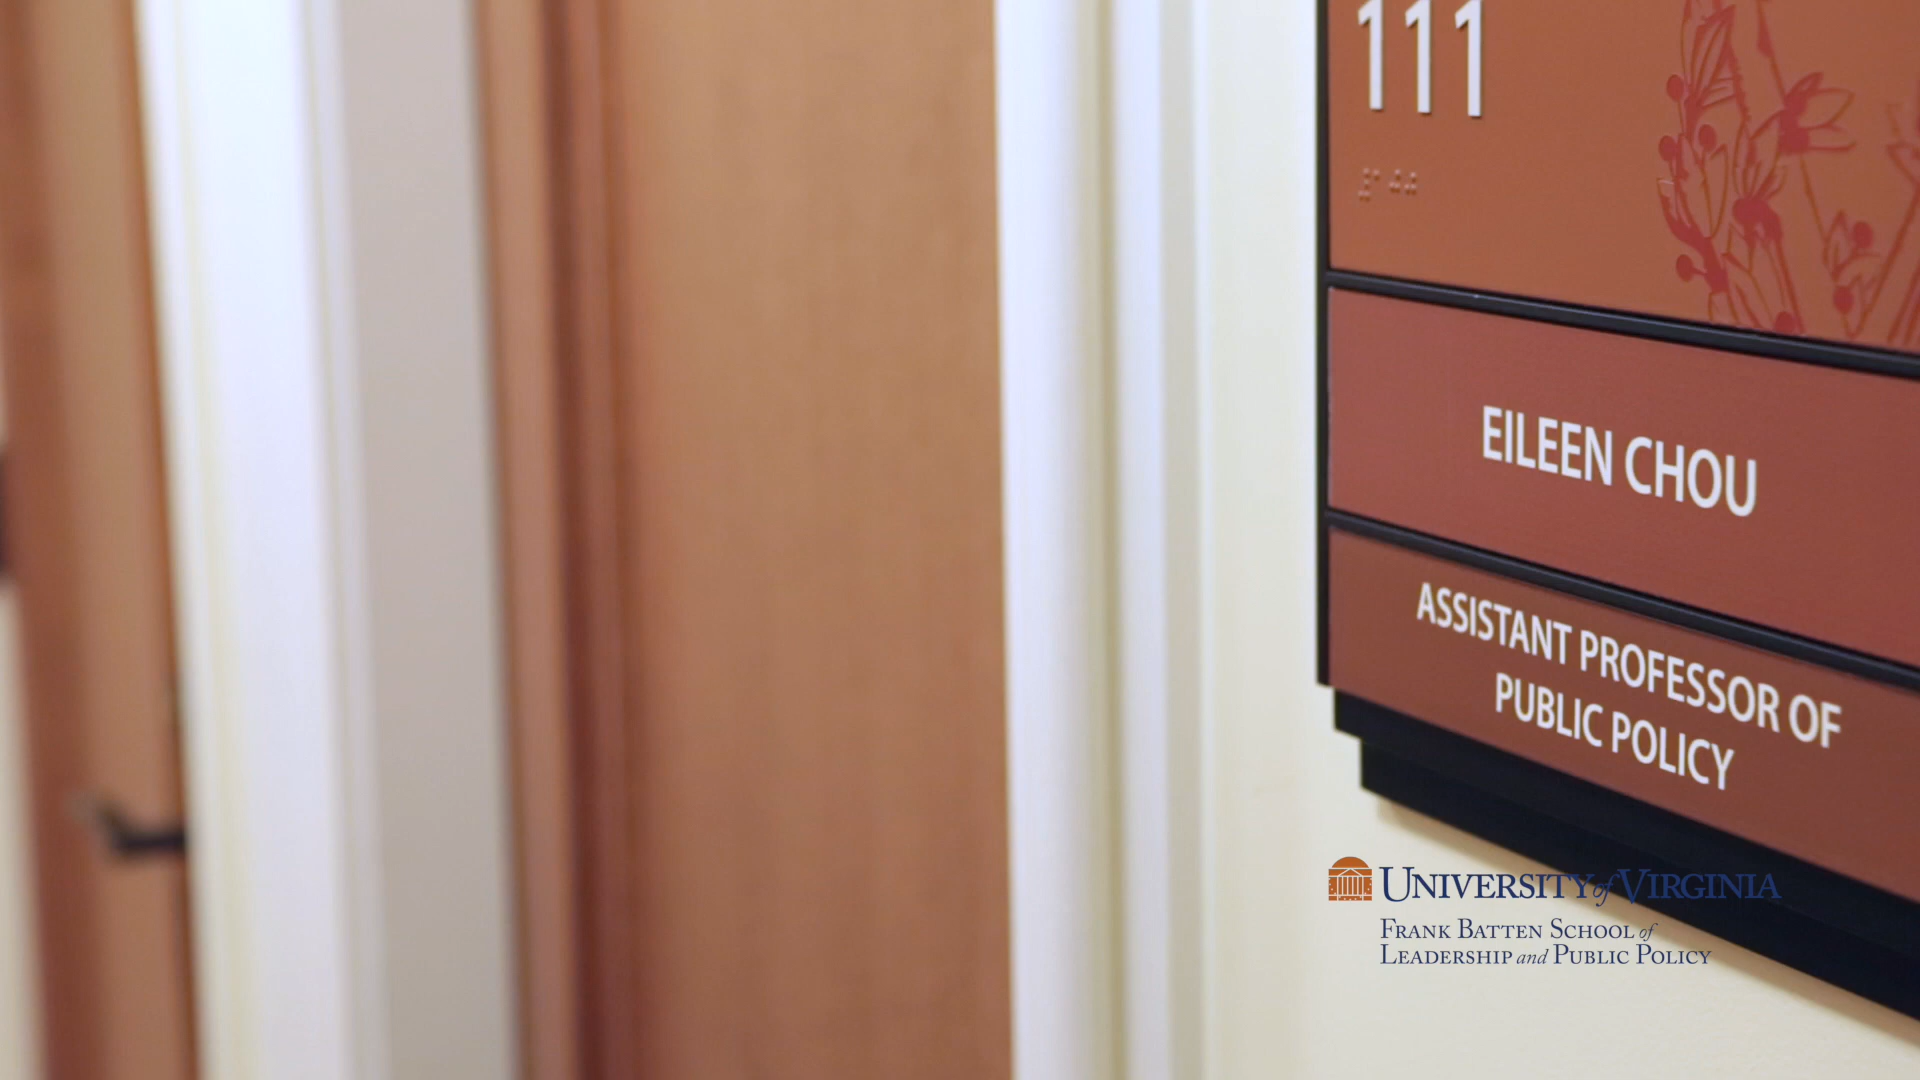 111
EILEEN CHOU
ASSISTANT PROFESSOR OF
PUBLIC POLICY
UNIVERSITY of VIRGINIA
FRANK BATTEN SCHOOL of
LEADERSHIP and PUBLIC POLICY